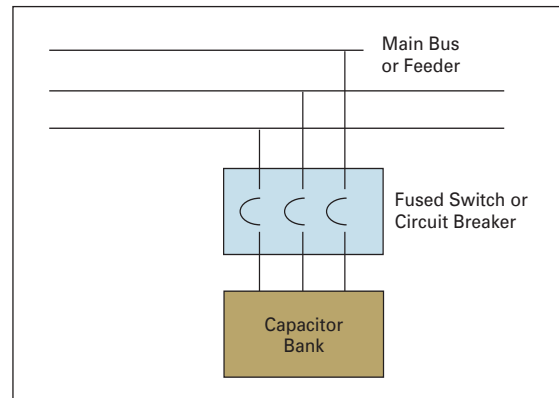 Main Bus
or Feeder
Fused Switch or
Circuit Breaker
Capacitor
Bank